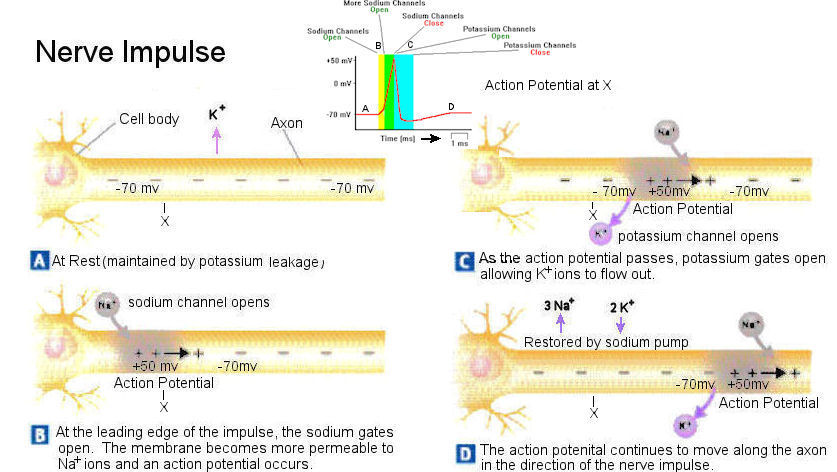 Nerve Impulse
More Sodium Channels
Open
Sodium Channels
Close
Sodium Channels
Open
Potassium Channels
Open
Potassium Channels
Close
B
C
+50 mV
0 mV
-70 mV
A
D
Time [ms]
1 ms
Action Potential at X
Cell body
K+
Axon
-70 mv
-70 mv
X
A At Rest (maintained by potassium leakage)
Na+
- 70mv
+50mv
-70mv
X
Action Potential
K+
potassium channel opens
C As the action potential passes, potassium gates open
allowing K+ ions to flow out.
Na+
sodium channel opens
+50 mv
-70mv
Action Potential
X
B At the leading edge of the impulse, the sodium gates
open. The membrane becomes more permeable to
Na+ ions and an action potential occurs.
3 Na+
2 K+
Restored by sodium pump
Na+
-70mv
+50mv
X
Action Potential
K+
D The action potenital continues to move along the axon
in the direction of the nerve impulse.